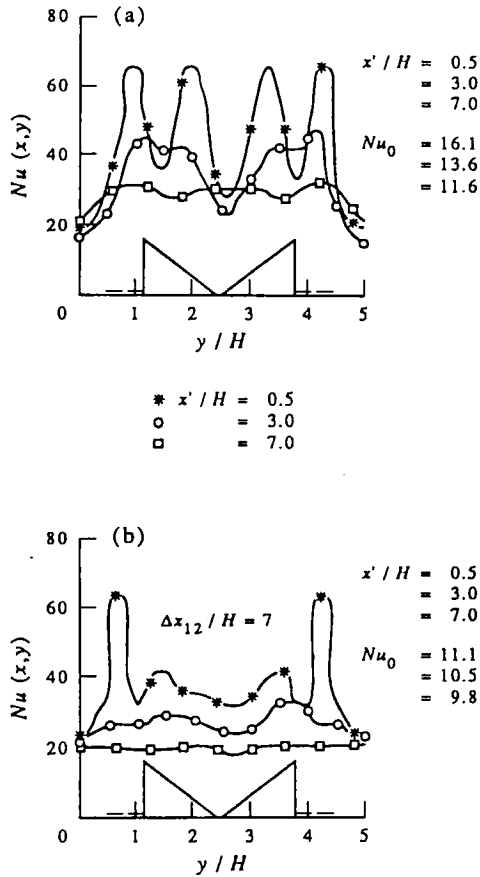 (a)
80
60
40
20
0
Nu (x,y)
0 1 2 3 4 5
y / H
x' / H = 0.5
= 3.0
= 7.0
Nu₀ = 16.1
= 13.6
= 11.6
* x' / H = 0.5
○ = 3.0
□ = 7.0
(b)
80
60
40
20
Nu (x,y)
Δx₁₂ / H = 7
0 1 2 3 4 5
y / H
x' / H = 0.5
= 3.0
= 7.0
Nu₀ = 11.1
= 10.5
= 9.8